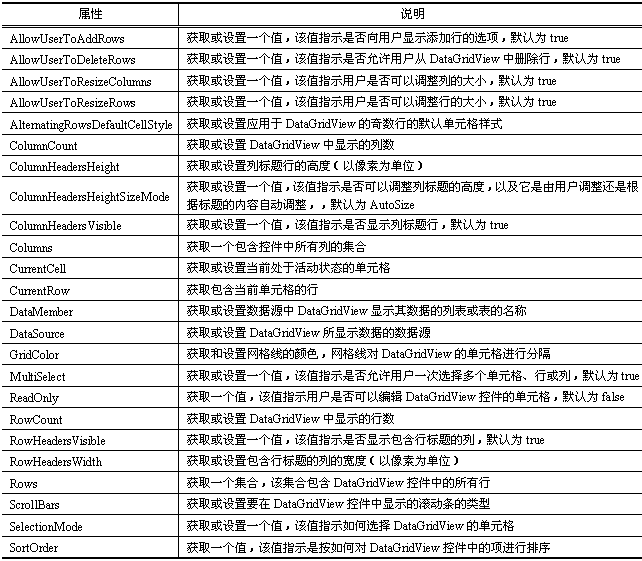 属性 说明
AllowUserToAddRows 获取或设置一个值，该值指示是否向用户显示添加行的选项，默认为 true
AllowUserToDeleteRows 获取或设置一个值，该值指示是否允许用户从 DataGridView 中删除行，默认为 true
AllowUserToResizeColumns 获取或设置一个值，该值指示用户是否可以调整列的大小，默认为 true
AllowUserToResizeRows 获取或设置一个值，该值指示用户是否可以调整行的大小，默认为 true
AlternatingRowsDefaultCellStyle 获取或设置应用于 DataGridView 的奇数行的默认单元格样式
ColumnCount 获取或设置 DataGridView 中显示的列数
ColumnHeadersHeight 获取或设置列标题行的高度（以像素为单位）
ColumnHeadersHeightSizeMode 获取或设置一个值，该值指示是否可以调整列标题的高度，以及它是由用户调整还是根
据标题的内容自动调整，，默认为 AutoSize
ColumnHeadersVisible 获取或设置一个值，该值指示是否显示列标题行，默认为 true
Columns 获取一个包含控件中所有列的集合
CurrentCell 获取或设置当前处于活动状态的单元格
CurrentRow 获取包含当前单元格的行
DataMember 获取或设置数据源中 DataGridView 显示其数据的列表或表的名称
DataSource 获取或设置 DataGridView 所显示数据的数据源
GridColor 获取和设置网格线的颜色，网格线对 DataGridView 的单元格进行分隔
MultiSelect 获取或设置一个值，该值指示是否允许用户一次选择多个单元格、行或列，默认为 true
ReadOnly 获取一个值，该值指示用户是否可以编辑 DataGridView 控件的单元格，默认为 false
RowCount 获取或设置 DataGridView 中显示的行数
RowHeadersVisible 获取或设置一个值，该值指示是否显示包含行标题的列，默认为 true
RowHeadersWidth 获取或设置包含行标题的列的宽度（以像素为单位）
Rows 获取一个集合，该集合包含 DataGridView 控件中的所有行
ScrollBars 获取或设置要在 DataGridView 控件中显示的滚动条的类型
SelectionMode 获取或设置一个值，该值指示如何选择 DataGridView 的单元格
SortOrder 获取一个值，该值指示是按如何对 DataGridView 控件中的项进行排序